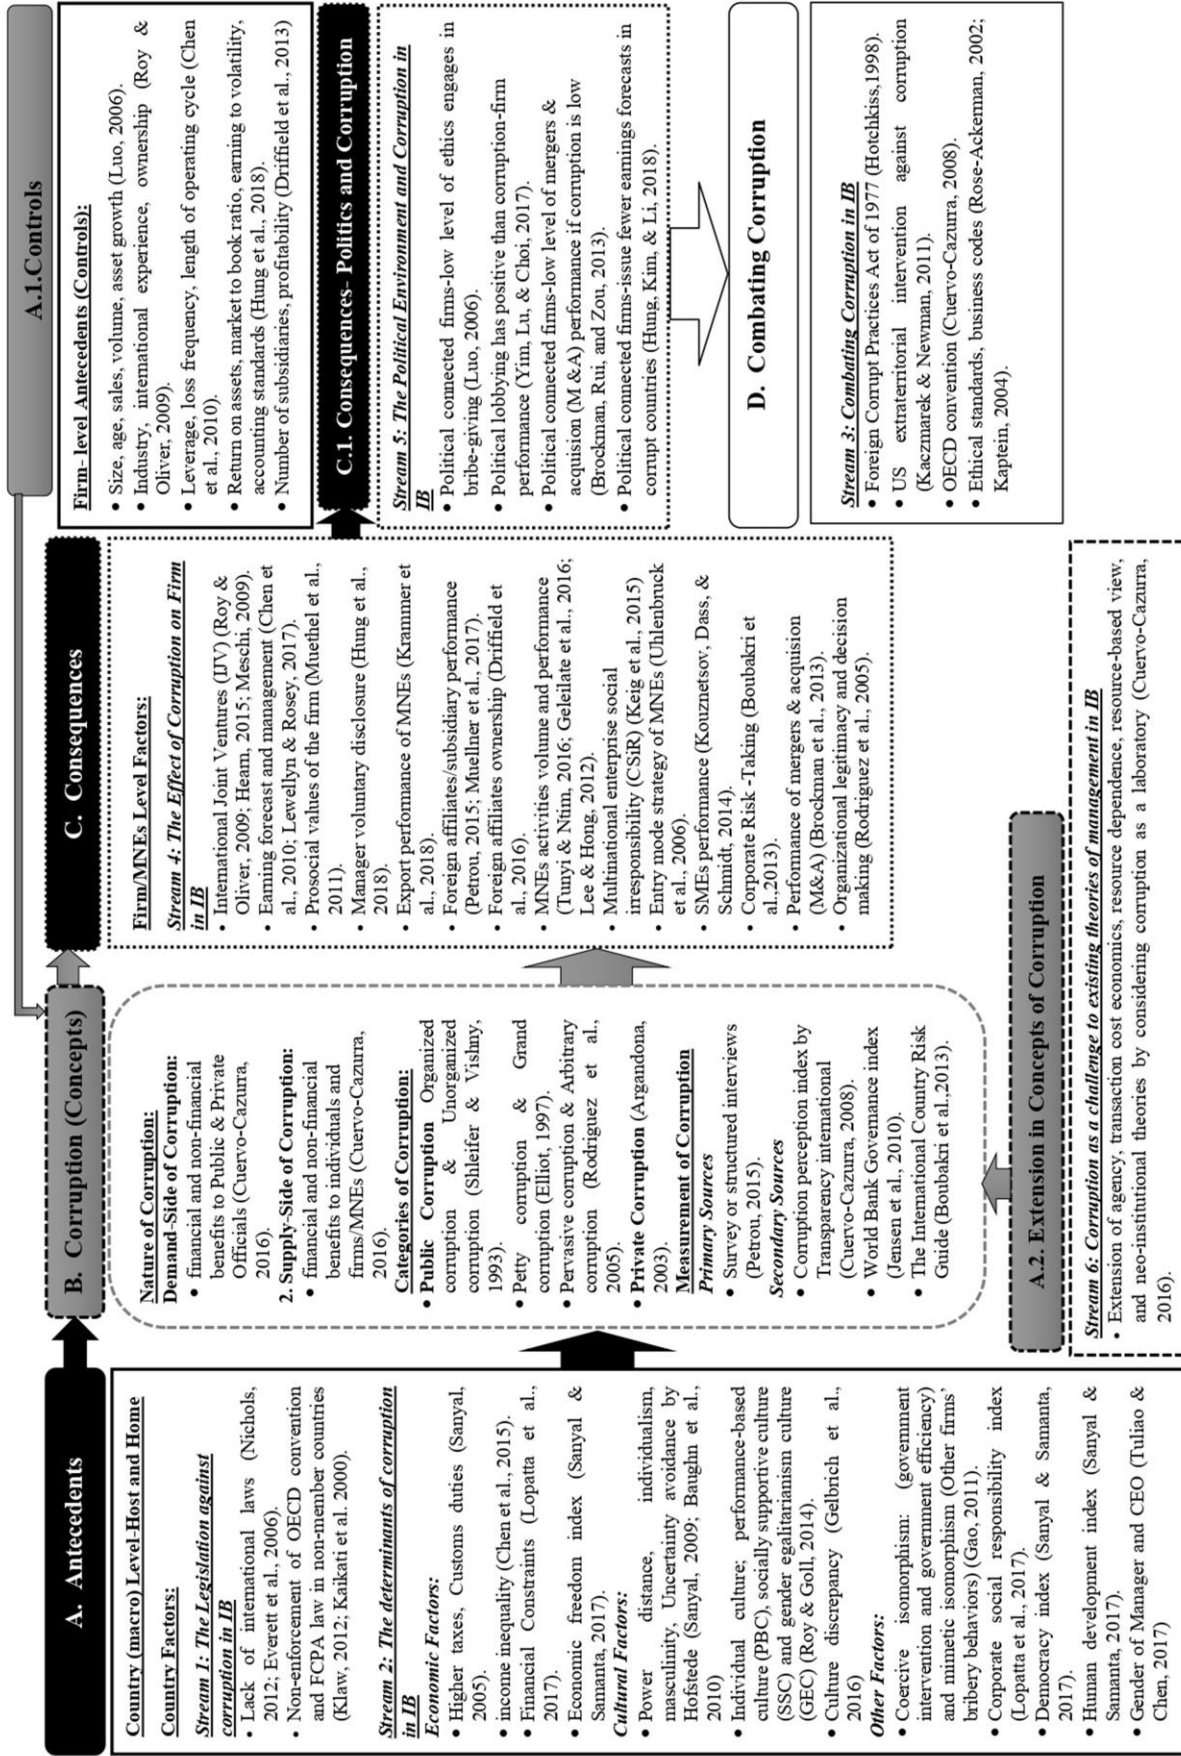 A. Antecedents
Country (macro) Level-Host and Home
Country Factors:
Stream 1: The Legislation against
corruption in IB
• Lack of international laws (Nichols,
2012; Everett et al., 2006).
• Non-enforcement of OECD convention
and FCPA law in non-member countries
(Klaw, 2012; Kaikati et al. 2000).
Stream 2: The determinants of corruption
in IB
Economic Factors:
• Higher taxes, Customs duties (Sanyal,
2005).
• income inequality (Chen et al., 2015).
• Financial Constraints (Lopatta et al.,
2017).
• Economic freedom index (Sanyal &
Samanta, 2017).
Cultural Factors:
• Power distance, individualism,
masculinity, Uncertainty avoidance by
Hofstede (Sanyal, 2009; Baughn et al.,
2010)
• Individual culture; performance-based
culture (PBC), socially supportive culture
(SSC) and gender egalitarianism culture
(GEC) (Roy & Goll, 2014).
• Culture discrepancy (Gelbrich et al.,
2016)
Other Factors:
• Coercive isomorphism: (government
intervention and government efficiency)
and mimetic isomorphism (Other firms'
bribery behaviors) (Gao, 2011).
• Corporate social responsibility index
(Lopatta et al., 2017).
• Democracy index (Sanyal & Samanta,
2017).
• Human development index (Sanyal &
Samanta, 2017).
• Gender of Manager and CEO (Tuliao &
Chen, 2017)
B. Corruption (Concepts)
Nature of Corruption:
Demand-Side of Corruption:
• financial and non-financial
benefits to Public & Private
Officials (Cuervo-Cazurra,
2016).
2. Supply-Side of Corruption:
• financial and non-financial
benefits to individuals and
firms/MNEs (Cuervo-Cazurra,
2016).
Categories of Corruption:
• Public Corruption Organized
corruption & Unorganized
corruption (Shleifer & Vishny,
1993).
• Petty corruption & Grand
corruption (Elliot, 1997).
• Pervasive corruption & Arbitrary
corruption (Rodriguez et al.,
2005).
• Private Corruption (Argandona,
2003).
Measurement of Corruption
Primary Sources
• Survey or structured interviews
(Petrou, 2015).
Secondary Sources
• Corruption perception index by
Transparency international
(Cuervo-Cazurra, 2008).
• World Bank Governance index
(Jensen et al., 2010).
• The International Country Risk
Guide (Boubakri et al.,2013).
A.2. Extension in Concepts of Corruption
Stream 6: Corruption as a challenge to existing theories of management in IB
• Extension of agency, transaction cost economics, resource dependence, resource-based view,
and neo-institutional theories by considering corruption as a laboratory (Cuervo-Cazurra,
2016).
C. Consequences
Firm/MNEs Level Factors:
Stream 4: The Effect of Corruption on Firm
in IB
• International Joint Ventures (IJV) (Roy &
Oliver, 2009; Hearn, 2015; Meschi, 2009).
• Earning forecast and management (Chen et
al., 2010; Lewellyn & Rosey, 2017).
• Prosocial values of the firm (Muethel et al.,
2011).
• Manager voluntary disclosure (Hung et al.,
2018).
• Export performance of MNEs (Krammer et
al., 2018).
• Foreign affiliates/subsidiary performance
(Petrou, 2015; Muellner et al., 2017).
• Foreign affiliates ownership (Driffield et
al., 2016).
• MNEs activities volume and performance
(Tunyi & Ntim, 2016; Geleilate et al., 2016;
Lee & Hong, 2012).
• Multinational enterprise social
irresponsibility (CSiR) (Keig et al., 2015)
• Entry mode strategy of MNEs (Uhlenbruck
et al., 2006).
• SMEs performance (Kouznetsov, Dass, &
Schmidt, 2014).
• Corporate Risk -Taking (Boubakri et
al.,2013).
• Performance of mergers & acquision
(M&A) (Brockman et al., 2013).
• Organizational legitimacy and decision
making (Rodriguez et al., 2005).
A.1.Controls
Firm- level Antecedents (Controls):
• Size, age, sales, volume, asset growth (Luo, 2006).
• Industry, international experience, ownership (Roy &
Oliver, 2009).
• Leverage, loss frequency, length of operating cycle (Chen
et al., 2010).
• Return on assets, market to book ratio, earning to volatility,
accounting standards (Hung et al., 2018).
• Number of subsidiaries, profitability (Driffield et al., 2013)
C.1. Consequences- Politics and Corruption
Stream 5: The Political Environment and Corruption in
IB
• Political connected firms-low level of ethics engages in
bribe-giving (Luo, 2006).
• Political lobbying has positive than corruption-firm
performance (Yim, Lu, & Choi, 2017).
• Political connected firms-low level of mergers &
acquision (M &A) performance if corruption is low
(Brockman, Rui, and Zou, 2013).
• Political connected firms-issue fewer earnings forecasts in
corrupt countries (Hung, Kim, & Li, 2018).
D. Combating Corruption
Stream 3: Combating Corruption in IB
• Foreign Corrupt Practices Act of 1977 (Hotchkiss,1998).
• US extraterritorial intervention against corruption
(Kaczmarek & Newman, 2011).
• OECD convention (Cuervo-Cazura, 2008).
• Ethical standards, business codes (Rose-Ackerman, 2002;
Kaptein, 2004).